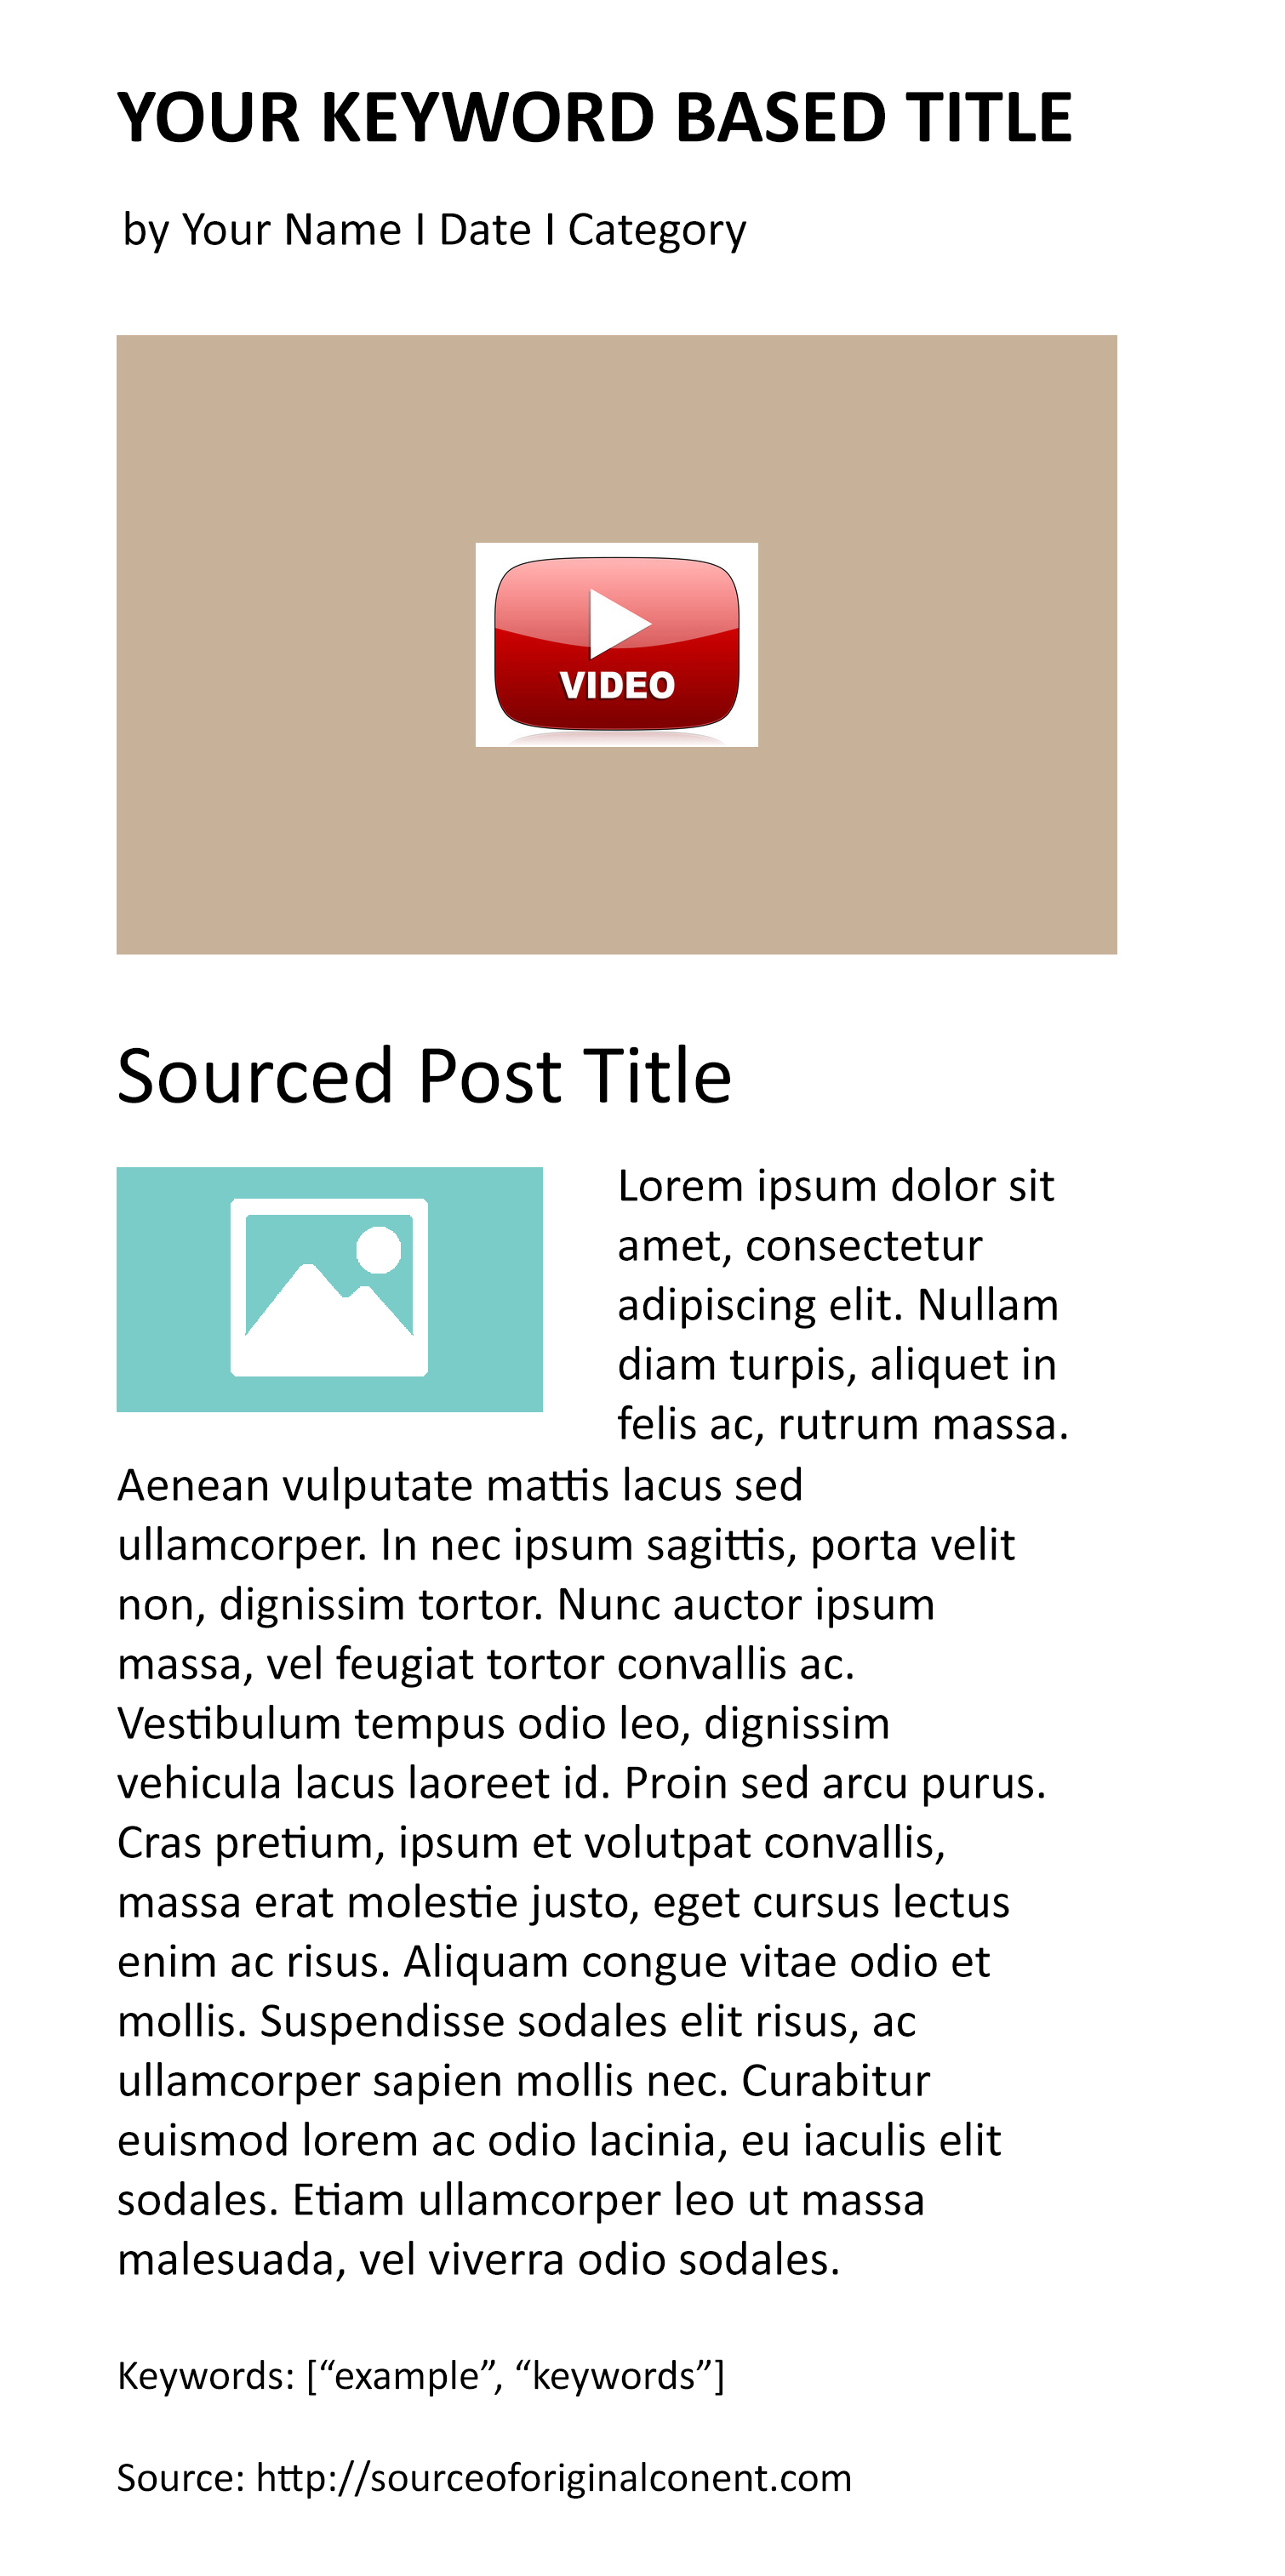 YOUR KEYWORD BASED TITLE
by Your Name I Date I Category
VIDEO
Sourced Post Title
Lorem ipsum dolor sit
amet, consectetur
adipiscing elit. Nullam
diam turpis, aliquet in
felis ac, rutrum massa.
Aenean vulputate mattis lacus sed
ullamcorper. In nec ipsum sagittis, porta velit
non, dignissim tortor. Nunc auctor ipsum
massa, vel feugiat tortor convallis ac.
Vestibulum tempus odio leo, dignissim
vehicula lacus laoreet id. Proin sed arcu purus.
Cras pretium, ipsum et volutpat convallis,
massa erat molestie justo, eget cursus lectus
enim ac risus. Aliquam congue vitae odio et
mollis. Suspendisse sodales elit risus, ac
ullamcorper sapien mollis nec. Curabitur
euismod lorem ac odio lacinia, eu iaculis elit
sodales. Etiam ullamcorper leo ut massa
malesuada, vel viverra odio sodales.
Keywords: [“example”, “keywords”]
Source: http://sourceoforiginalconent.com